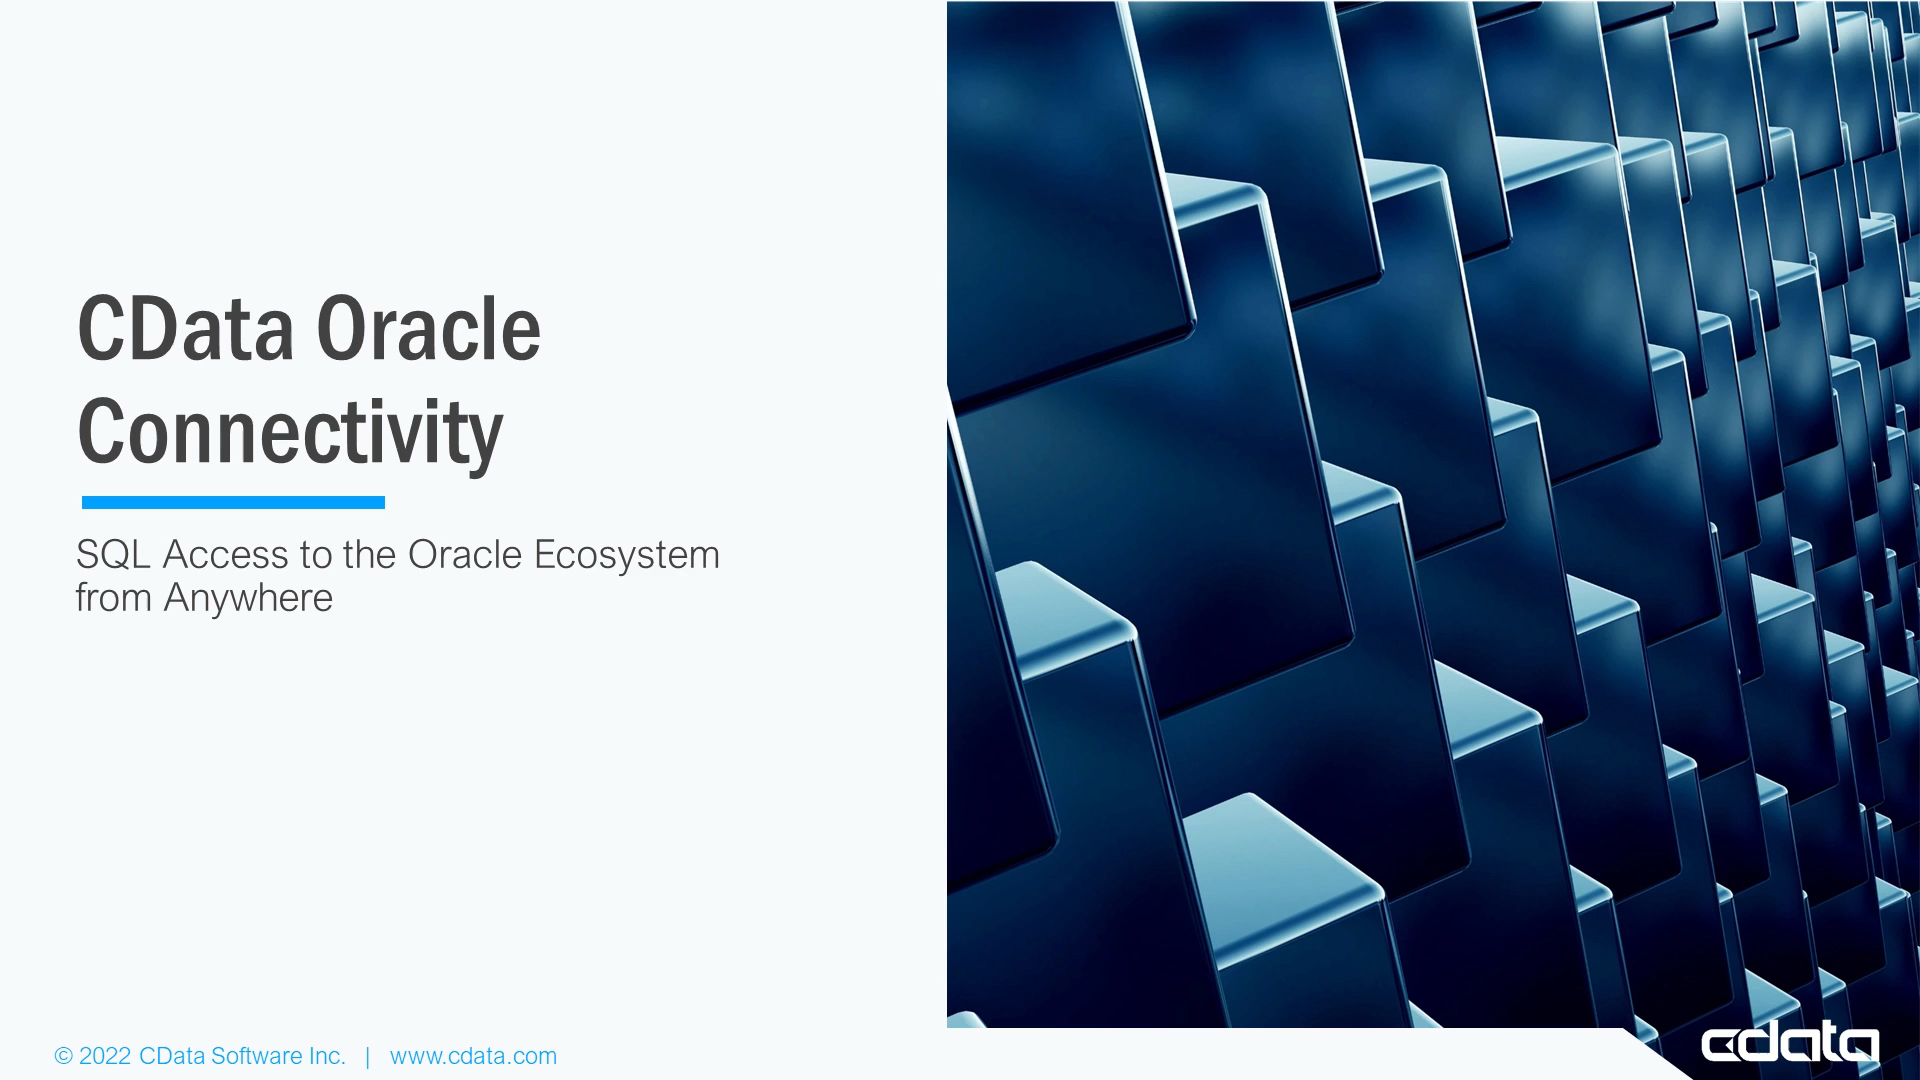 CData Oracle
Connectivity
SQL Access to the Oracle Ecosystem
from Anywhere
© 2022 CData Software Inc. | www.cdata.com
cdata